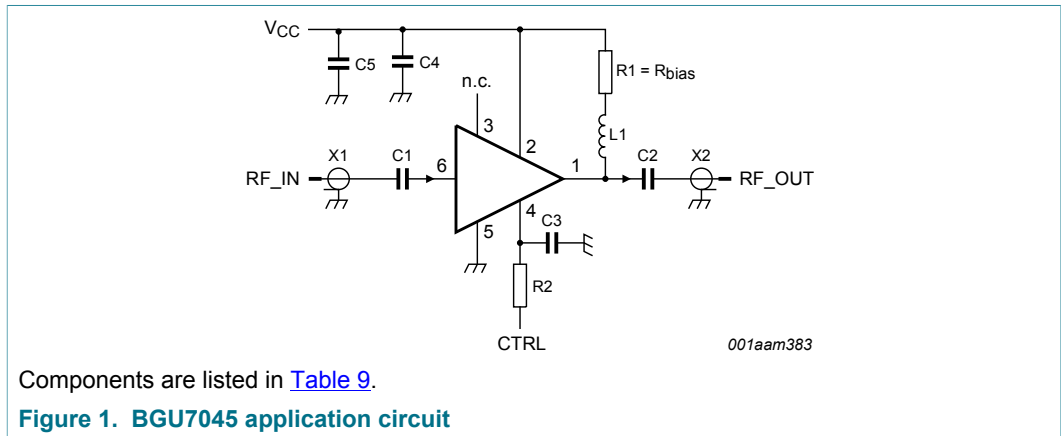 VCC
C5
C4
R1 = Rbias
n.c.
3
L1
2
X1
C1
6
1
C2
X2
RF_IN
RF_OUT
4
C3
5
R2
CTRL
001aam383
Components are listed in Table 9.
Figure 1. BGU7045 application circuit